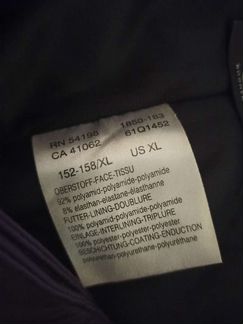 RN 54198 1850-163
CA 41062 61Q1452
152-158/XL US XL
OBERSTOFF-FACE-TISSU
92% polyamid-polyamide-polyamide
8% elasthan-elastane-élasthanne
FUTTER-LINING-DOUBLURE
100% polyamid-polyamide-polyamide
EINLAGE-INTERLINING-TRIPLURE
100% polyester-polyester-polyester
BESCHICHTUNG-COATING-ENDUCTION
polyurethan-polyurethane-polyuréthane